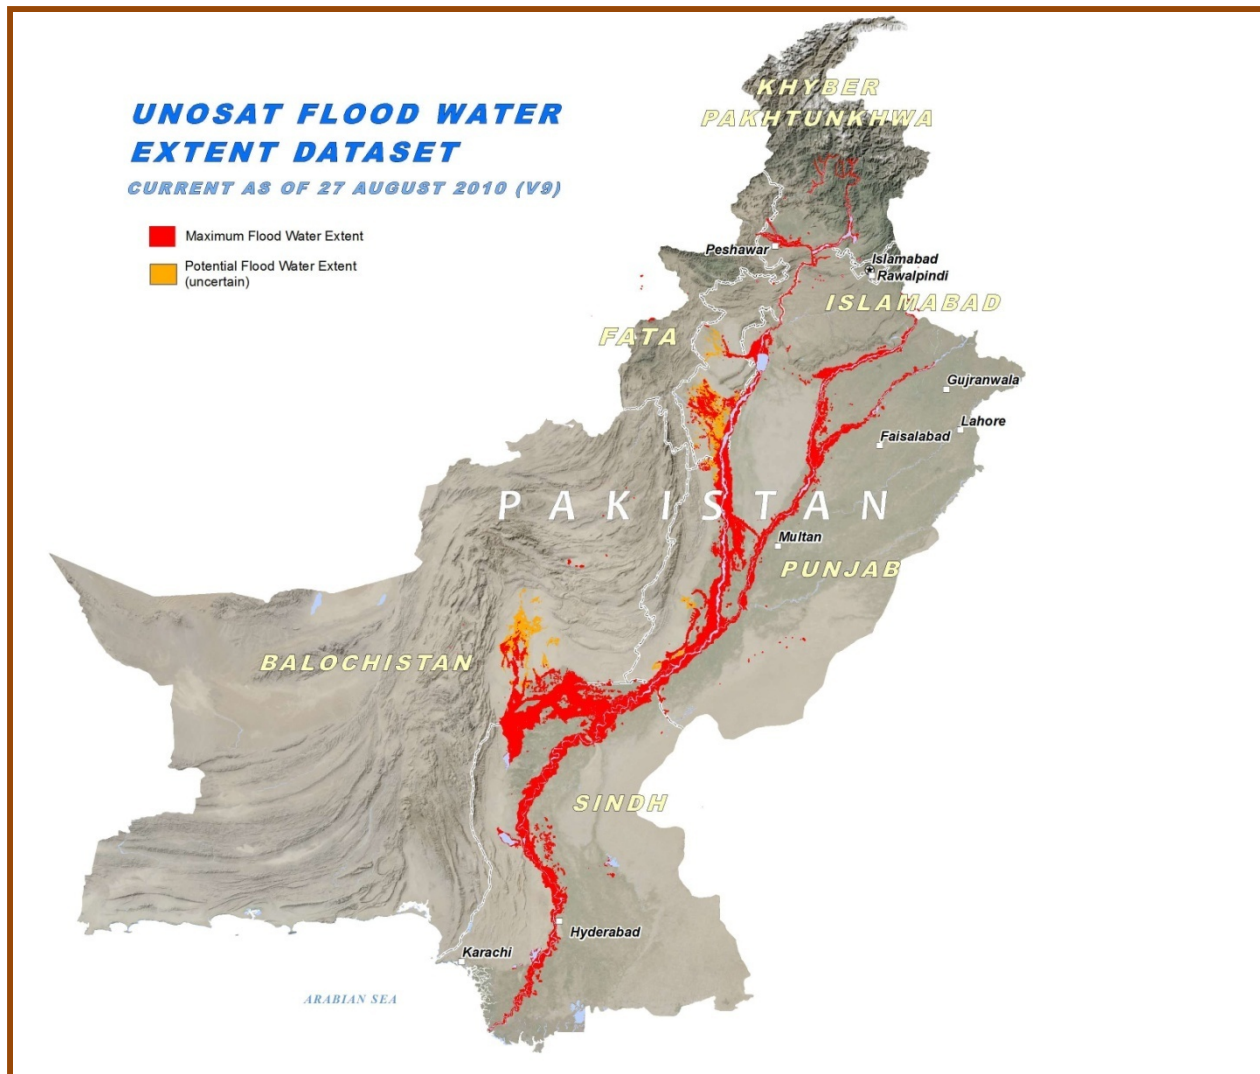 UNOSAT FLOOD WATER
EXTENT DATASET
CURRENT AS OF 27 AUGUST 2010 (V9)
Maximum Flood Water Extent
Potential Flood Water Extent
(uncertain)
KHYBER
PAKHTUNKHWA
Peshawar
Islamabad
Rawalpindi
ISLAMABAD
FATA
Gujranwala
Lahore
Faisalabad
PAKISTAN
Multan
PUNJAB
BALOCHISTAN
SINDH
Hyderabad
Karachi
ARABIAN SEA